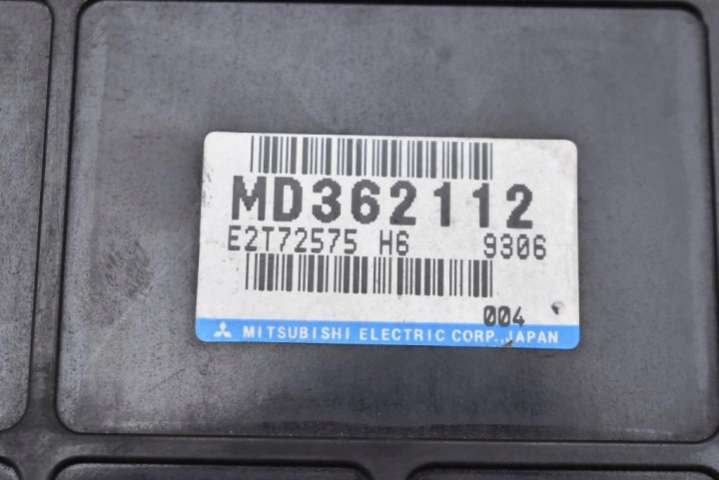 MD362112
E2T72575 H6 9306
004
MITSUBISHI ELECTRIC CORP., JAPAN